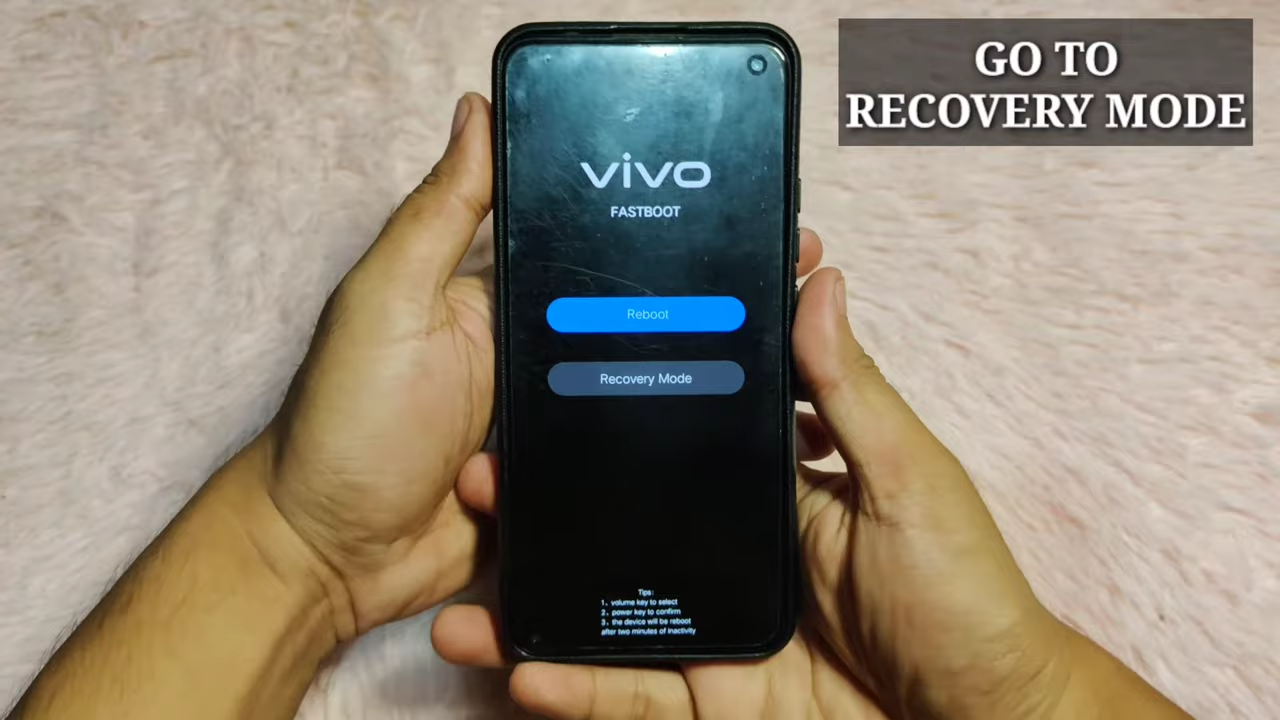 GO TO
RECOVERY MODE
vivo
FASTBOOT
Reboot
Recovery Mode
Tips:
1. volume key to select
2. power key to confirm
3. the device will be reboot
after two minutes of inactivity